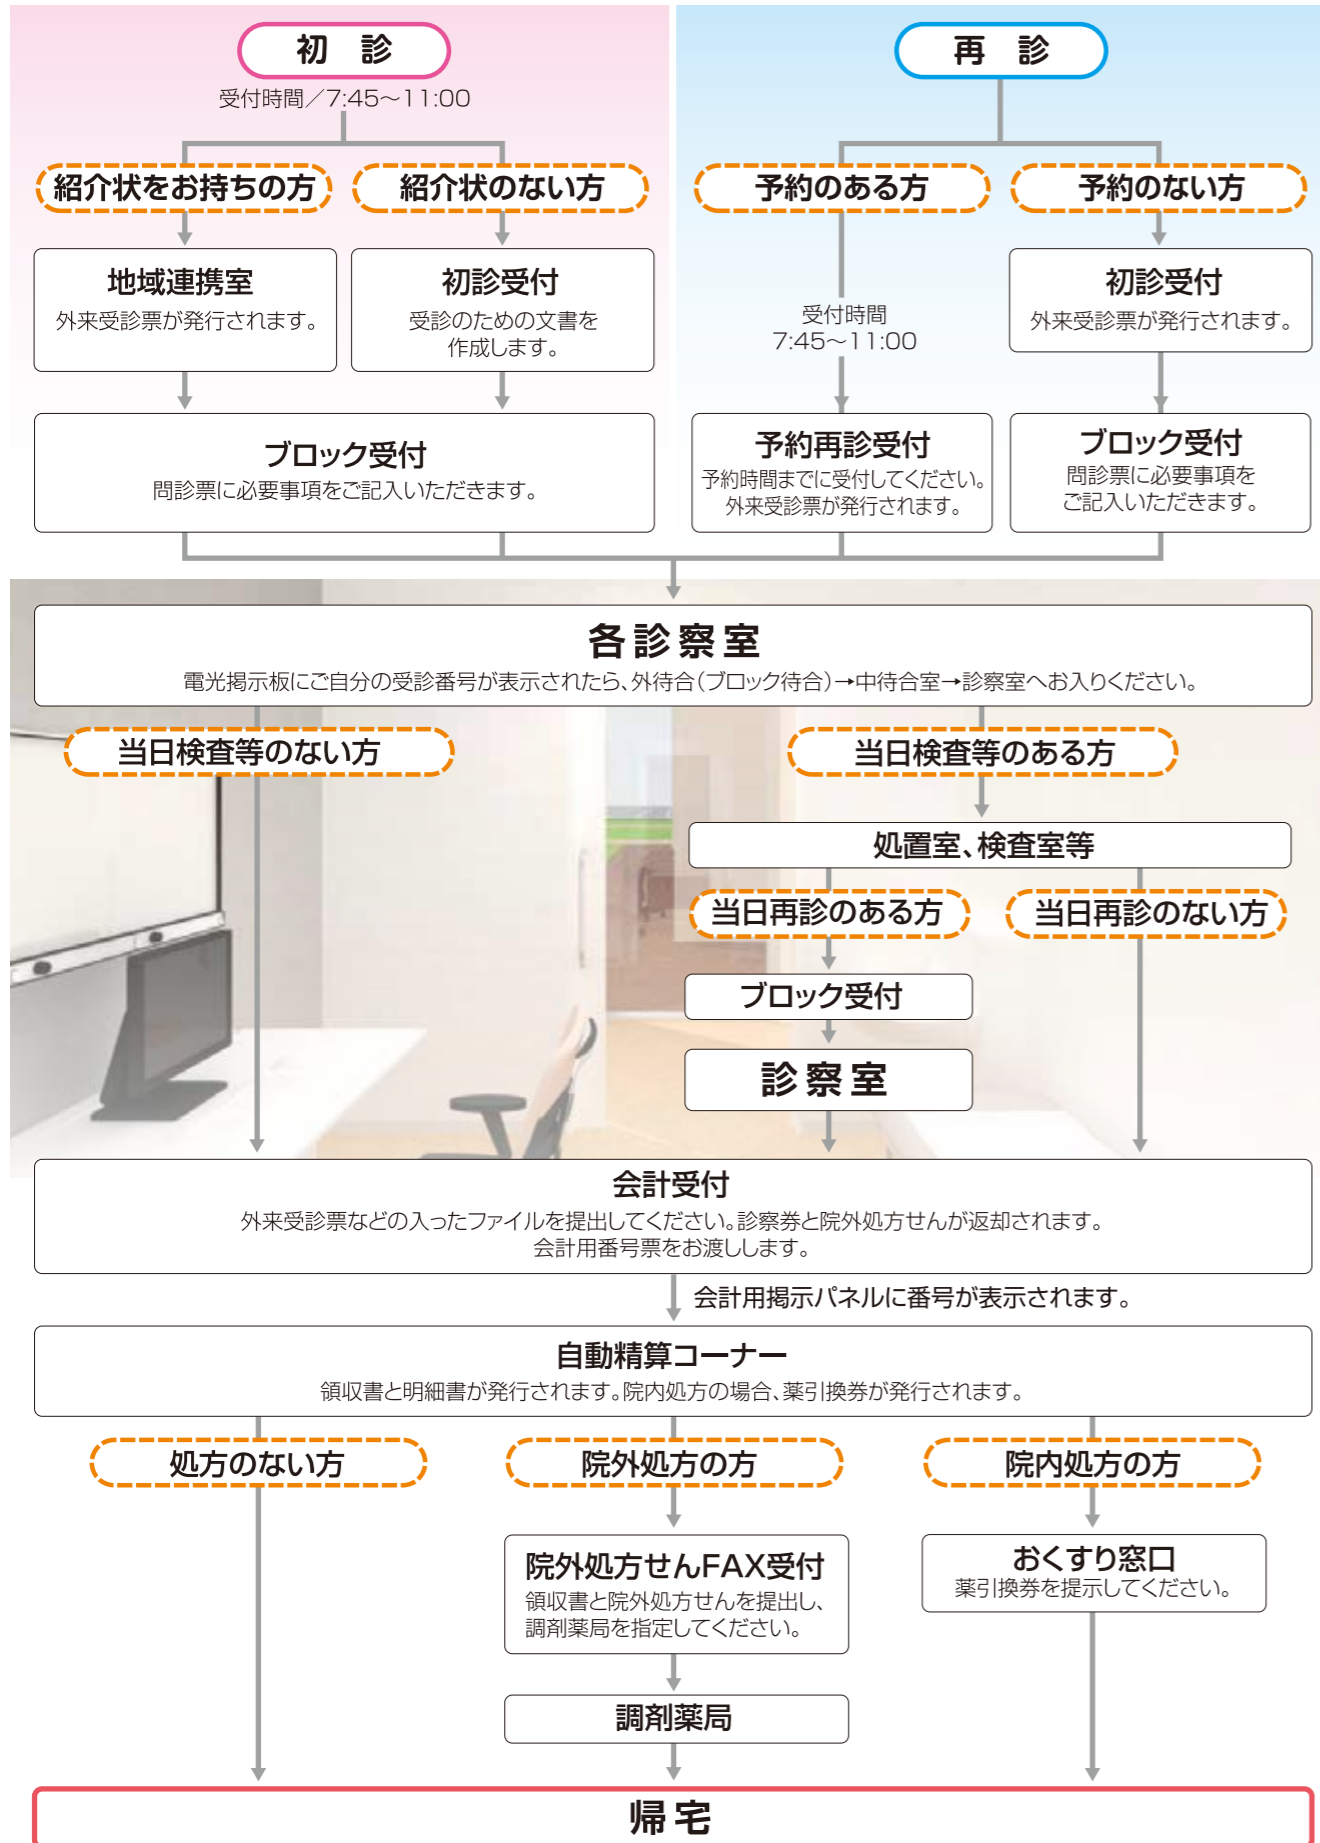 初 診
受付時間／7:45～11:00
紹介状をお持ちの方
紹介状のない方
地域連携室
外来受診票が発行されます。
初診受付
受診のための文書を
作成します。
ブロック受付
問診票に必要事項をご記入いただきます。
再 診
予約のある方
予約のない方
受付時間
7:45～11:00
初診受付
外来受診票が発行されます。
予約再診受付
予約時間までに受付してください。
外来受診票が発行されます。
ブロック受付
問診票に必要事項を
ご記入いただきます。
各診察室
電光掲示板にご自分の受診番号が表示されたら、外待合（ブロック待合）→中待合室→診察室へお入りください。
当日検査等のない方
当日検査等のある方
処置室、検査室等
当日再診のある方
当日再診のない方
ブロック受付
診察室
会計受付
外来受診票などの入ったファイルを提出してください。診察券と院外処方せんが返却されます。
会計用番号票をお渡しします。
会計用掲示パネルに番号が表示されます。
自動精算コーナー
領収書と明細書が発行されます。院内処方の場合、薬引換券が発行されます。
処方のない方
院外処方の方
院内処方の方
院外処方せんFAX受付
領収書と院外処方せんを提出し、
調剤薬局を指定してください。
おくすり窓口
薬引換券を提示してください。
調剤薬局
帰宅